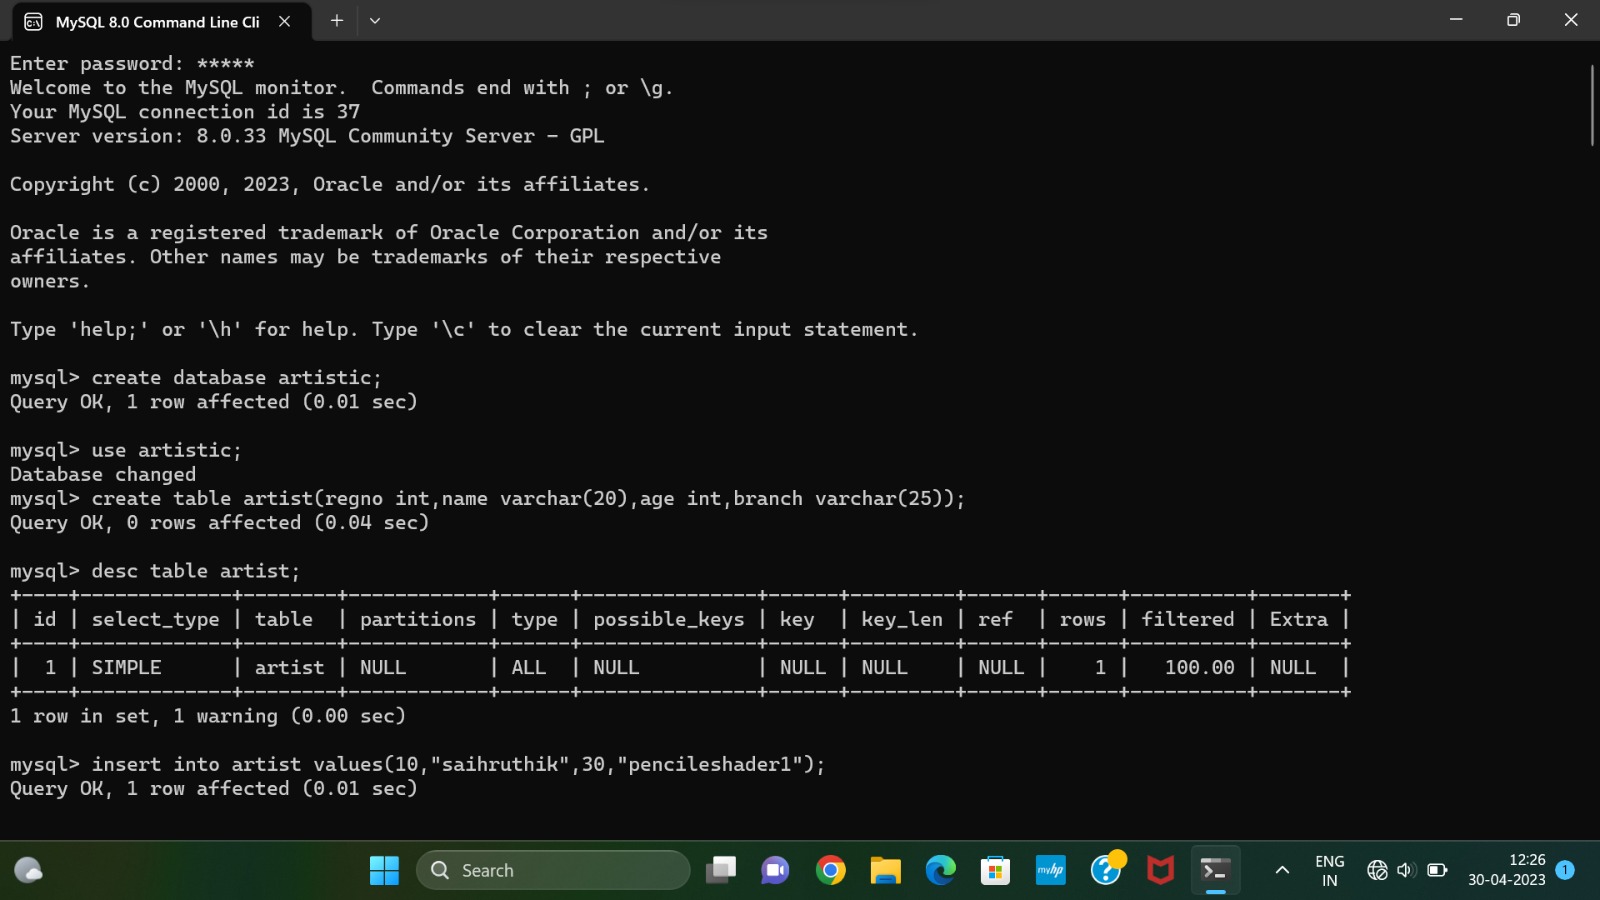 MySQL 8.0 Command Line Cli
Enter password: *****
Welcome to the MySQL monitor.  Commands end with ; or \g.
Your MySQL connection id is 37
Server version: 8.0.33 MySQL Community Server - GPL
Copyright (c) 2000, 2023, Oracle and/or its affiliates.
Oracle is a registered trademark of Oracle Corporation and/or its
affiliates. Other names may be trademarks of their respective
owners.
Type 'help;' or '\h' for help. Type '\c' to clear the current input statement.
mysql> create database artistic;
Query OK, 1 row affected (0.01 sec)
mysql> use artistic;
Database changed
mysql> create table artist(regno int,name varchar(20),age int,branch varchar(25));
Query OK, 0 rows affected (0.04 sec)
mysql> desc table artist;
+----+-------------+--------+------------+------+---------------+------+---------+------+------+----------+-------+
| id | select_type | table  | partitions | type | possible_keys | key  | key_len | ref  | rows | filtered | Extra |
+----+-------------+--------+------------+------+---------------+------+---------+------+------+----------+-------+
|  1 | SIMPLE      | artist | NULL       | ALL  | NULL          | NULL | NULL    | NULL |    1 |   100.00 | NULL  |
+----+-------------+--------+------------+------+---------------+------+---------+------+------+----------+-------+
1 row in set, 1 warning (0.00 sec)
mysql> insert into artist values(10,"saihruthik",30,"pencileshader1");
Query OK, 1 row affected (0.01 sec)
Search
myhp
ENG
IN
12:26
30-04-2023
1